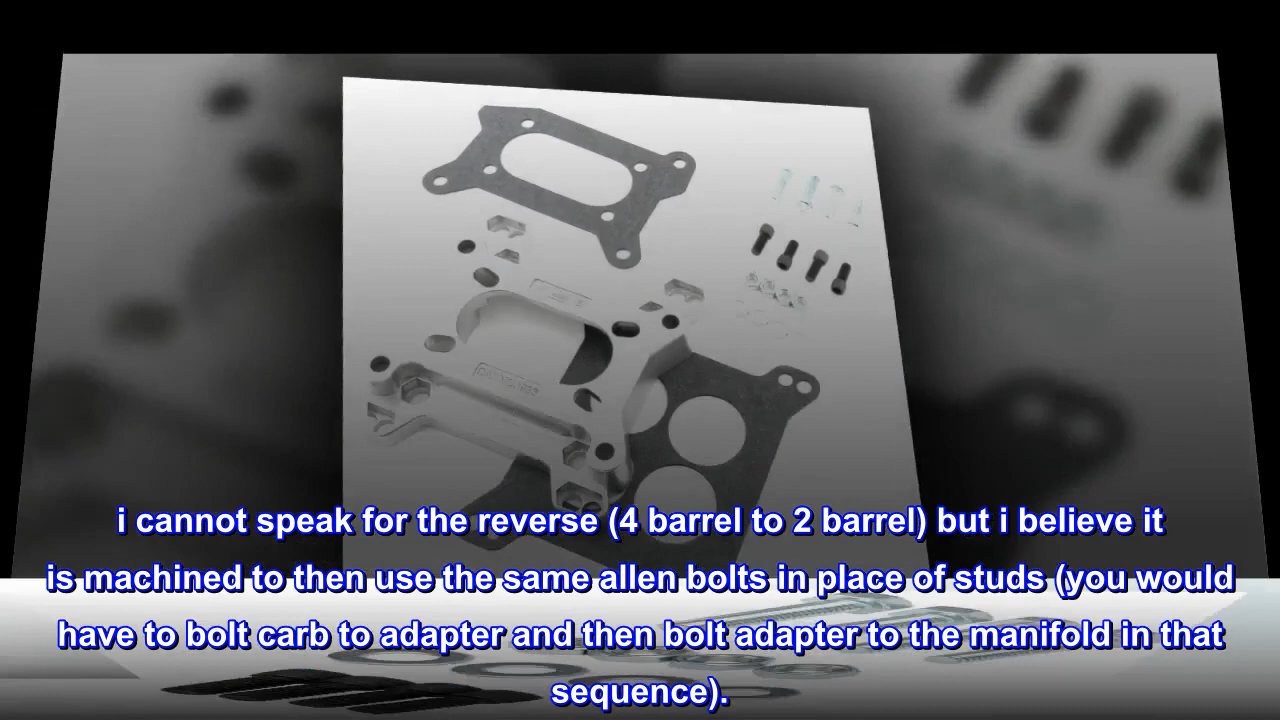 i cannot speak for the reverse (4 barrel to 2 barrel) but i believe it
is machined to then use the same allen bolts in place of studs (you would
have to bolt carb to adapter and then bolt adapter to the manifold in that
sequence).